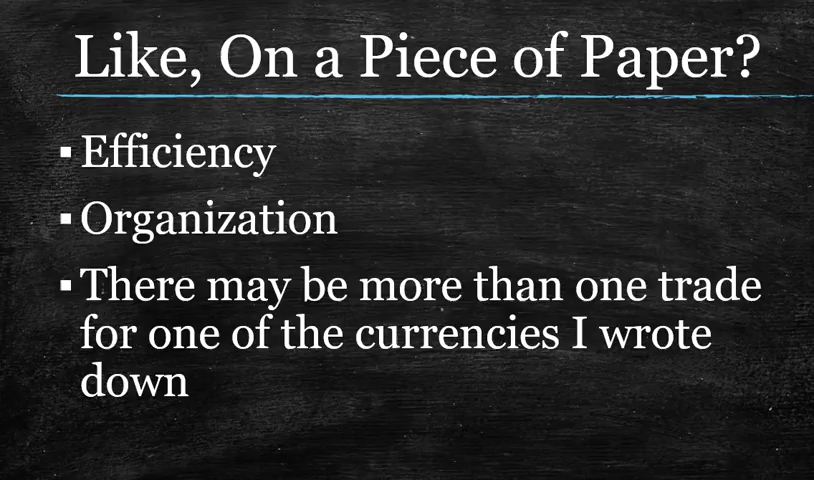 Like, On a Piece of Paper?
▪ Efficiency
▪ Organization
▪ There may be more than one trade
for one of the currencies I wrote
down